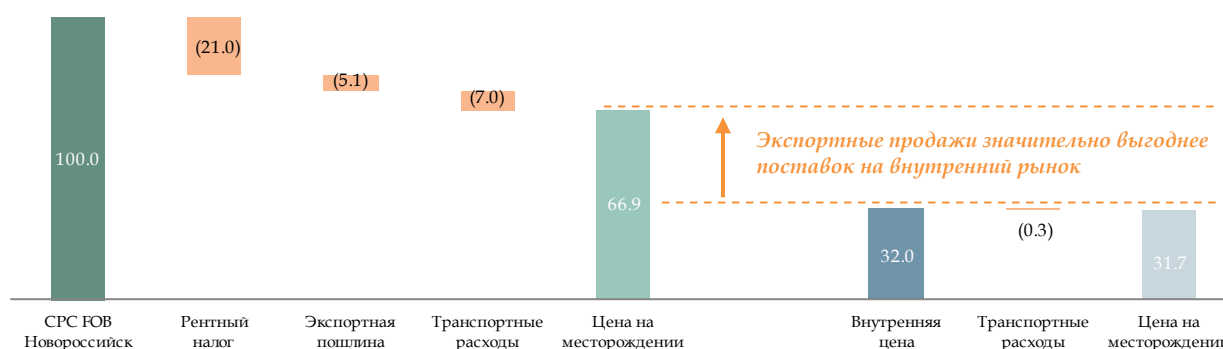 (21.0)
(5.1)
(7.0)
Экспортные продажи значительно выгоднее
поставок на внутренний рынок
100.0
66.9
32.0
(0.3)
31.7
CPC FOB
Новороссийск
Рентный
налог
Экспортная
пошлина
Транспортные
расходы
Цена на
месторождении
Внутренняя
цена
Транспортные
расходы
Цена на
месторождении